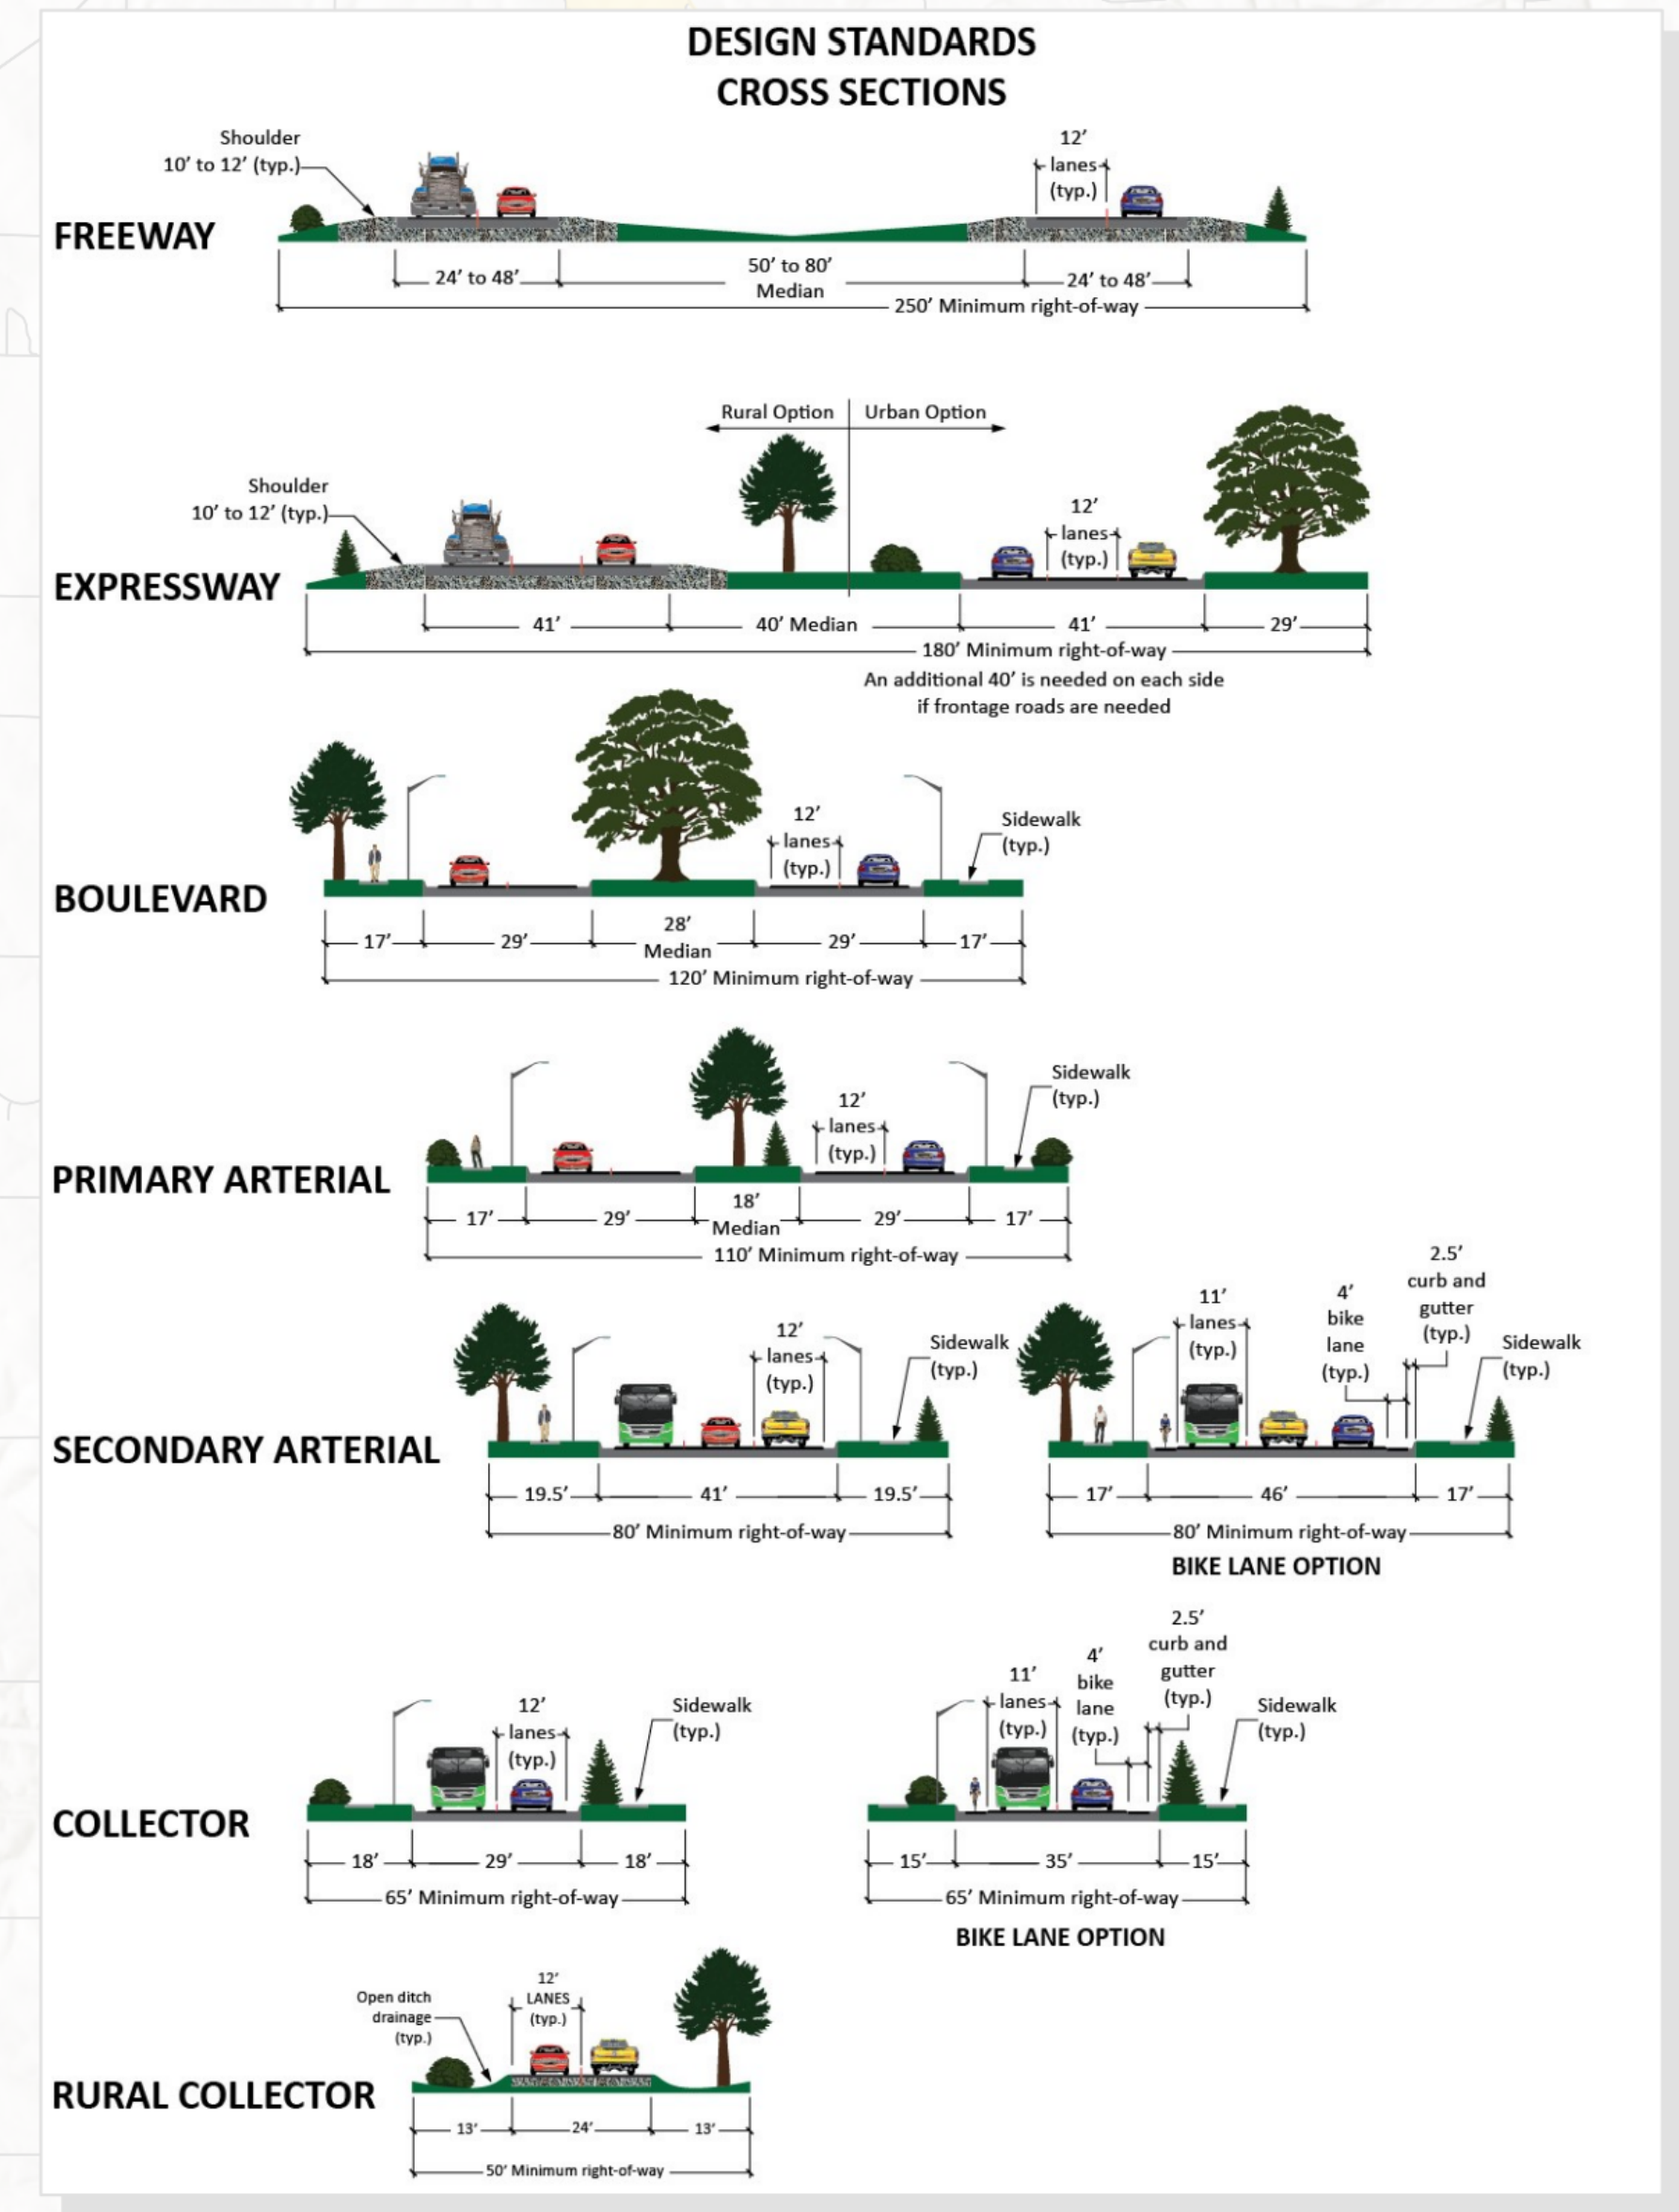 DESIGN STANDARDS
CROSS SECTIONS
FREEWAY
Shoulder
10’ to 12’ (typ.)
12’
lanes
(typ.)
24’ to 48’
50’ to 80’
Median
24’ to 48’
250’ Minimum right-of-way
EXPRESSWAY
Rural Option
Urban Option
Shoulder
10’ to 12’ (typ.)
12’
lanes
(typ.)
41’
40’ Median
41’
29’
180’ Minimum right-of-way
An additional 40’ is needed on each side
if frontage roads are needed
BOULEVARD
12’
lanes
(typ.)
Sidewalk
(typ.)
17’
29’
28’
Median
29’
17’
120’ Minimum right-of-way
PRIMARY ARTERIAL
12’
lanes
(typ.)
Sidewalk
(typ.)
17’
29’
18’
Median
29’
17’
110’ Minimum right-of-way
SECONDARY ARTERIAL
12’
lanes
(typ.)
Sidewalk
(typ.)
19.5’
41’
19.5’
80’ Minimum right-of-way
11’
lanes
(typ.)
4’
bike
lane
(typ.)
2.5’
curb and
gutter
(typ.)
Sidewalk
(typ.)
17’
46’
17’
80’ Minimum right-of-way
BIKE LANE OPTION
COLLECTOR
12’
lanes
(typ.)
Sidewalk
(typ.)
18’
29’
18’
65’ Minimum right-of-way
11’
lanes
(typ.)
4’
bike
lane
(typ.)
2.5’
curb and
gutter
(typ.)
Sidewalk
(typ.)
15’
35’
15’
65’ Minimum right-of-way
BIKE LANE OPTION
RURAL COLLECTOR
Open ditch
drainage
(typ.)
12’
LANES
(typ.)
13’
24’
13’
50’ Minimum right-of-way